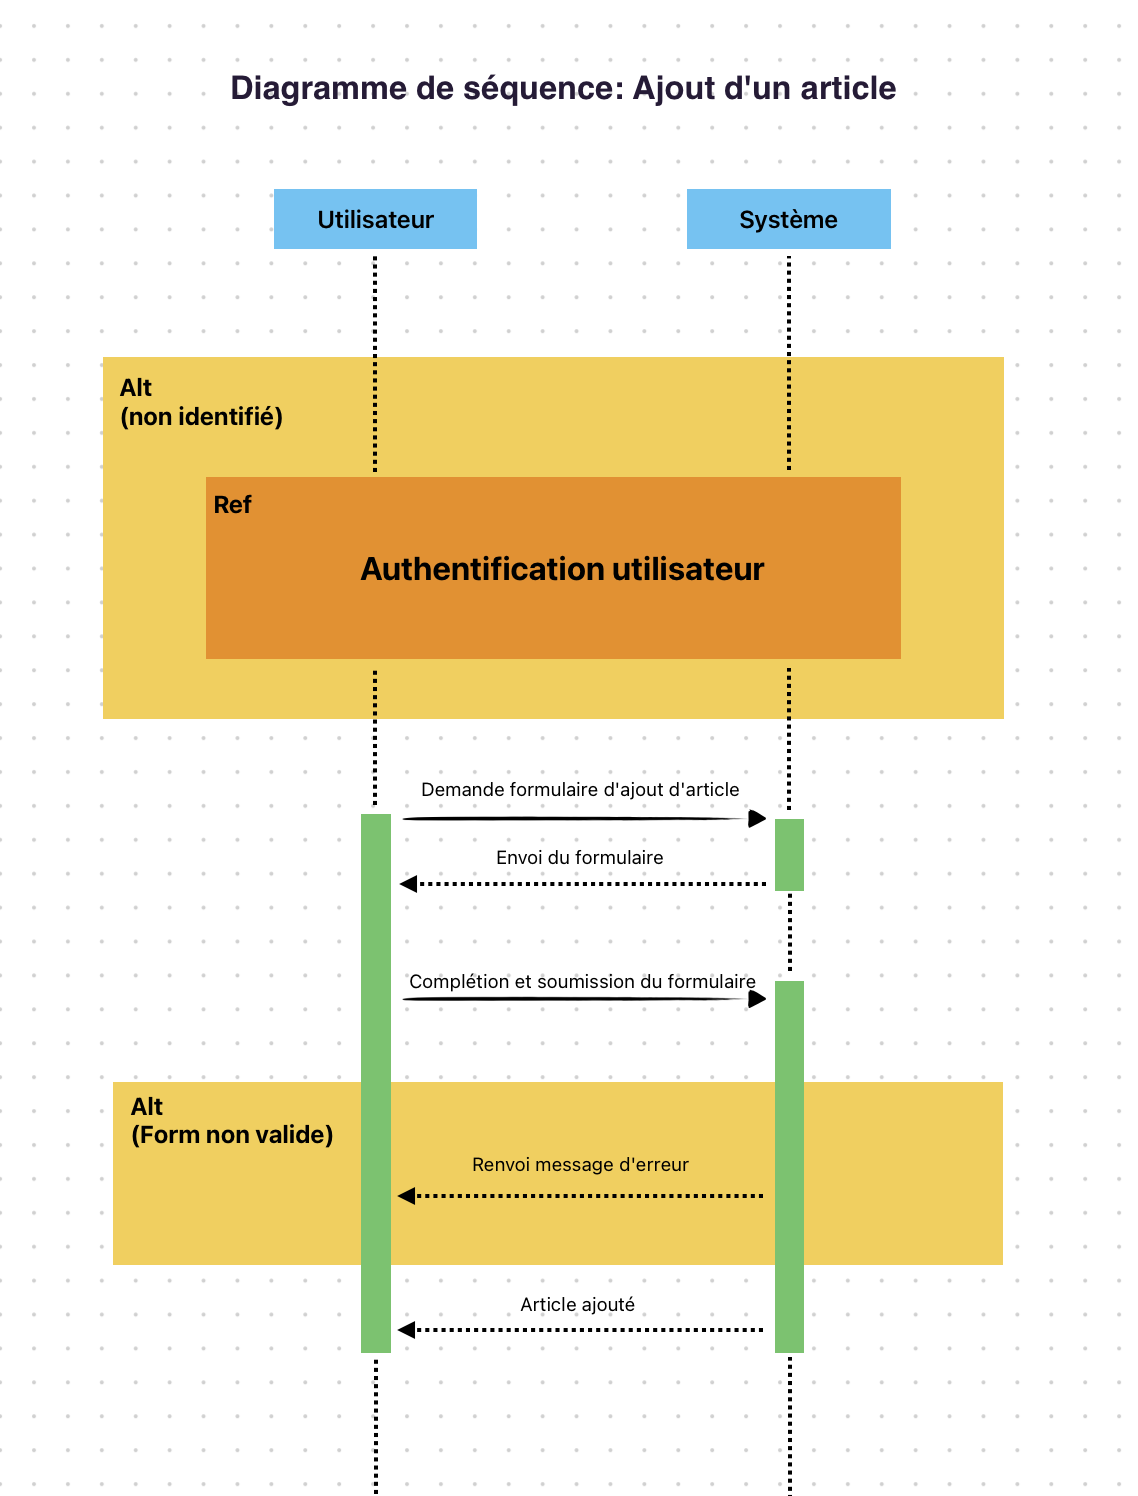 Diagramme de séquence: Ajout d'un article
Utilisateur
Système
Alt
(non identifié)
Ref
Authentification utilisateur
Demande formulaire d'ajout d'article
Envoi du formulaire
Complétion et soumission du formulaire
Alt
(Form non valide)
Renvoi message d'erreur
Article ajouté